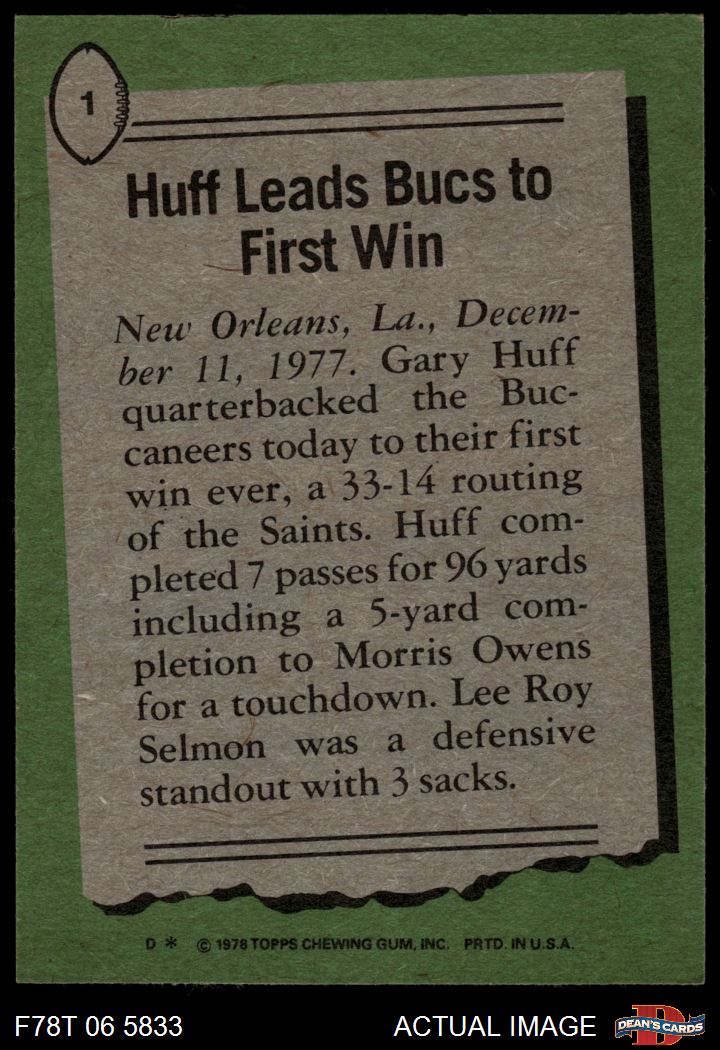 1
Huff Leads Bucs to
First Win
New Orleans, La., Decem-
ber 11, 1977. Gary Huff
quarterbacked the Buc-
caneers today to their first
win ever, a 33-14 routing
of the Saints. Huff com-
pleted 7 passes for 96 yards
including a 5-yard com-
pletion to Morris Owens
for a touchdown. Lee Roy
Selmon was a defensive
standout with 3 sacks.
D * © 1978 TOPPS CHEWING GUM, INC. PRTD. IN U.S.A.
F78T 06 5833 ACTUAL IMAGE DEAN'S CARDS